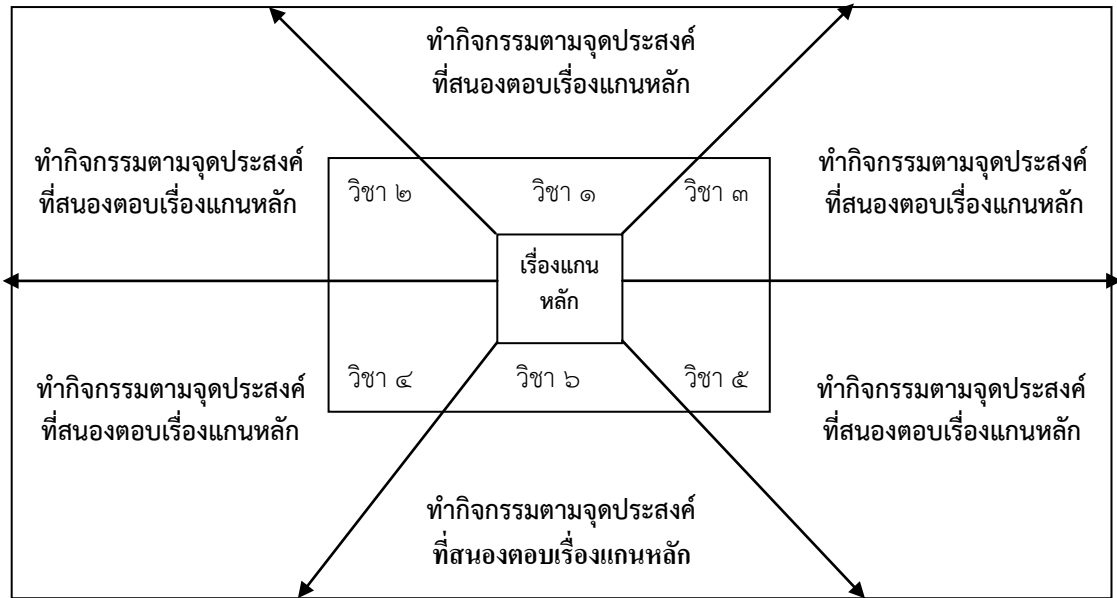 ทำกิจกรรมตามจุดประสงค์
ที่สนองตอบเรื่องแกนหลัก
ทำกิจกรรมตามจุดประสงค์
ที่สนองตอบเรื่องแกนหลัก
ทำกิจกรรมตามจุดประสงค์
ที่สนองตอบเรื่องแกนหลัก
วิชา ๒
วิชา ๑
วิชา ๓
เรื่องแกน
หลัก
วิชา ๔
วิชา ๖
วิชา ๕
ทำกิจกรรมตามจุดประสงค์
ที่สนองตอบเรื่องแกนหลัก
ทำกิจกรรมตามจุดประสงค์
ที่สนองตอบเรื่องแกนหลัก
ทำกิจกรรมตามจุดประสงค์
ที่สนองตอบเรื่องแกนหลัก